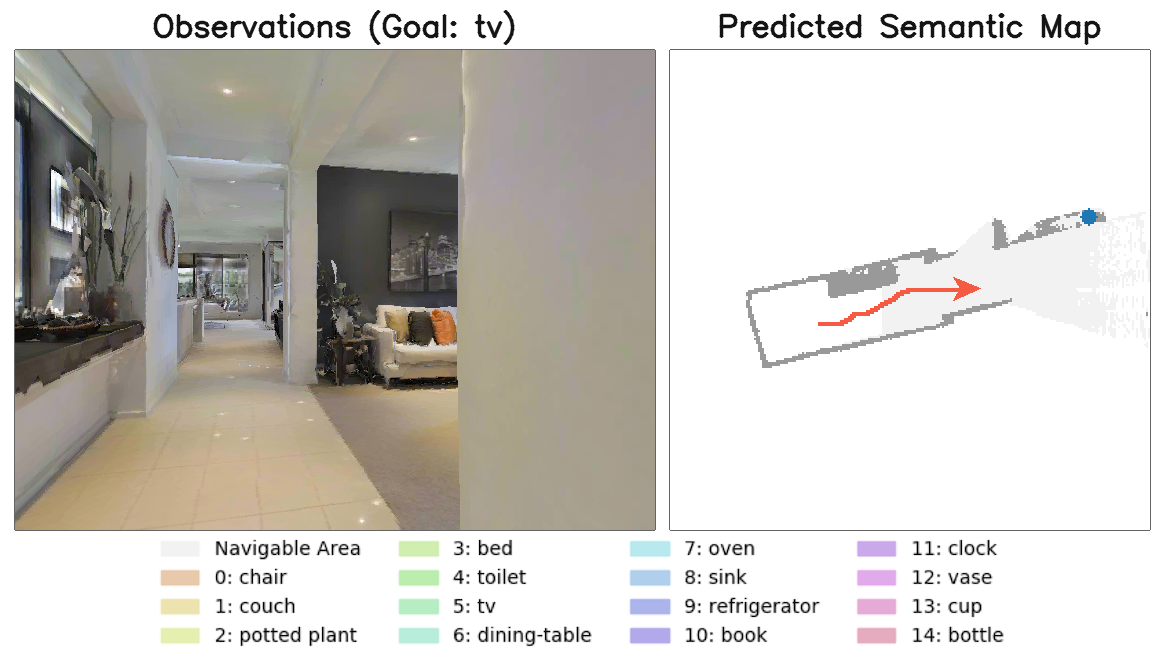 Observations (Goal: tv)
Predicted Semantic Map
Navigable Area
0: chair
1: couch
2: potted plant
3: bed
4: toilet
5: tv
6: dining-table
7: oven
8: sink
9: refrigerator
10: book
11: clock
12: vase
13: cup
14: bottle